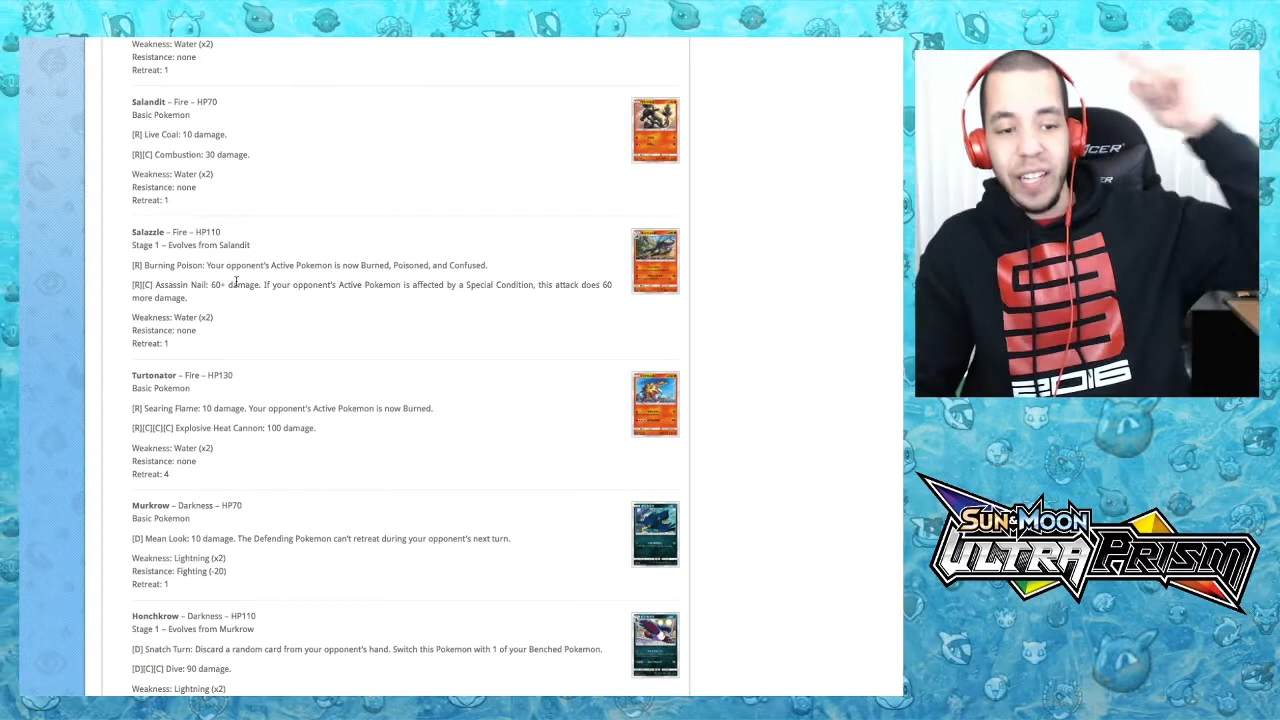 Weakness: Water (x2)
Resistance: none
Retreat: 1
Salandit – Fire – HP70
Basic Pokemon
[R] Live Coal: 10 damage.
[R][C] Combustion: 30 damage.
Weakness: Water (x2)
Resistance: none
Retreat: 1
Salazzle – Fire – HP110
Stage 1 – Evolves from Salandit
[R] Burning Poison: Your opponent's Active Pokemon is now Burned, Poisoned, and Confused.
[R][C] Assassin Nail: 60+ damage. If your opponent's Active Pokemon is affected by a Special Condition, this attack does 60
more damage.
Weakness: Water (x2)
Resistance: none
Retreat: 1
Turtonator – Fire – HP130
Basic Pokemon
[R] Searing Flame: 10 damage. Your opponent's Active Pokemon is now Burned.
[R][C][C][C] Explosive Heat Cannon: 100 damage.
Weakness: Water (x2)
Resistance: none
Retreat: 4
Murkrow – Darkness – HP70
Basic Pokemon
[D] Mean Look: 10 damage. The Defending Pokemon can't retreat during your opponent's next turn.
Weakness: Lightning (x2)
Resistance: Fighting (-20)
Retreat: 1
Honchkrow – Darkness – HP110
Stage 1 – Evolves from Murkrow
[D] Snatch Turn: Discard a random card from your opponent's hand. Switch this Pokemon with 1 of your Benched Pokemon.
[D][C][C] Dive: 90 damage.
Weakness: Lightning (x2)
CER
ER
2016
SUN & MOON
ULTRA PRISM